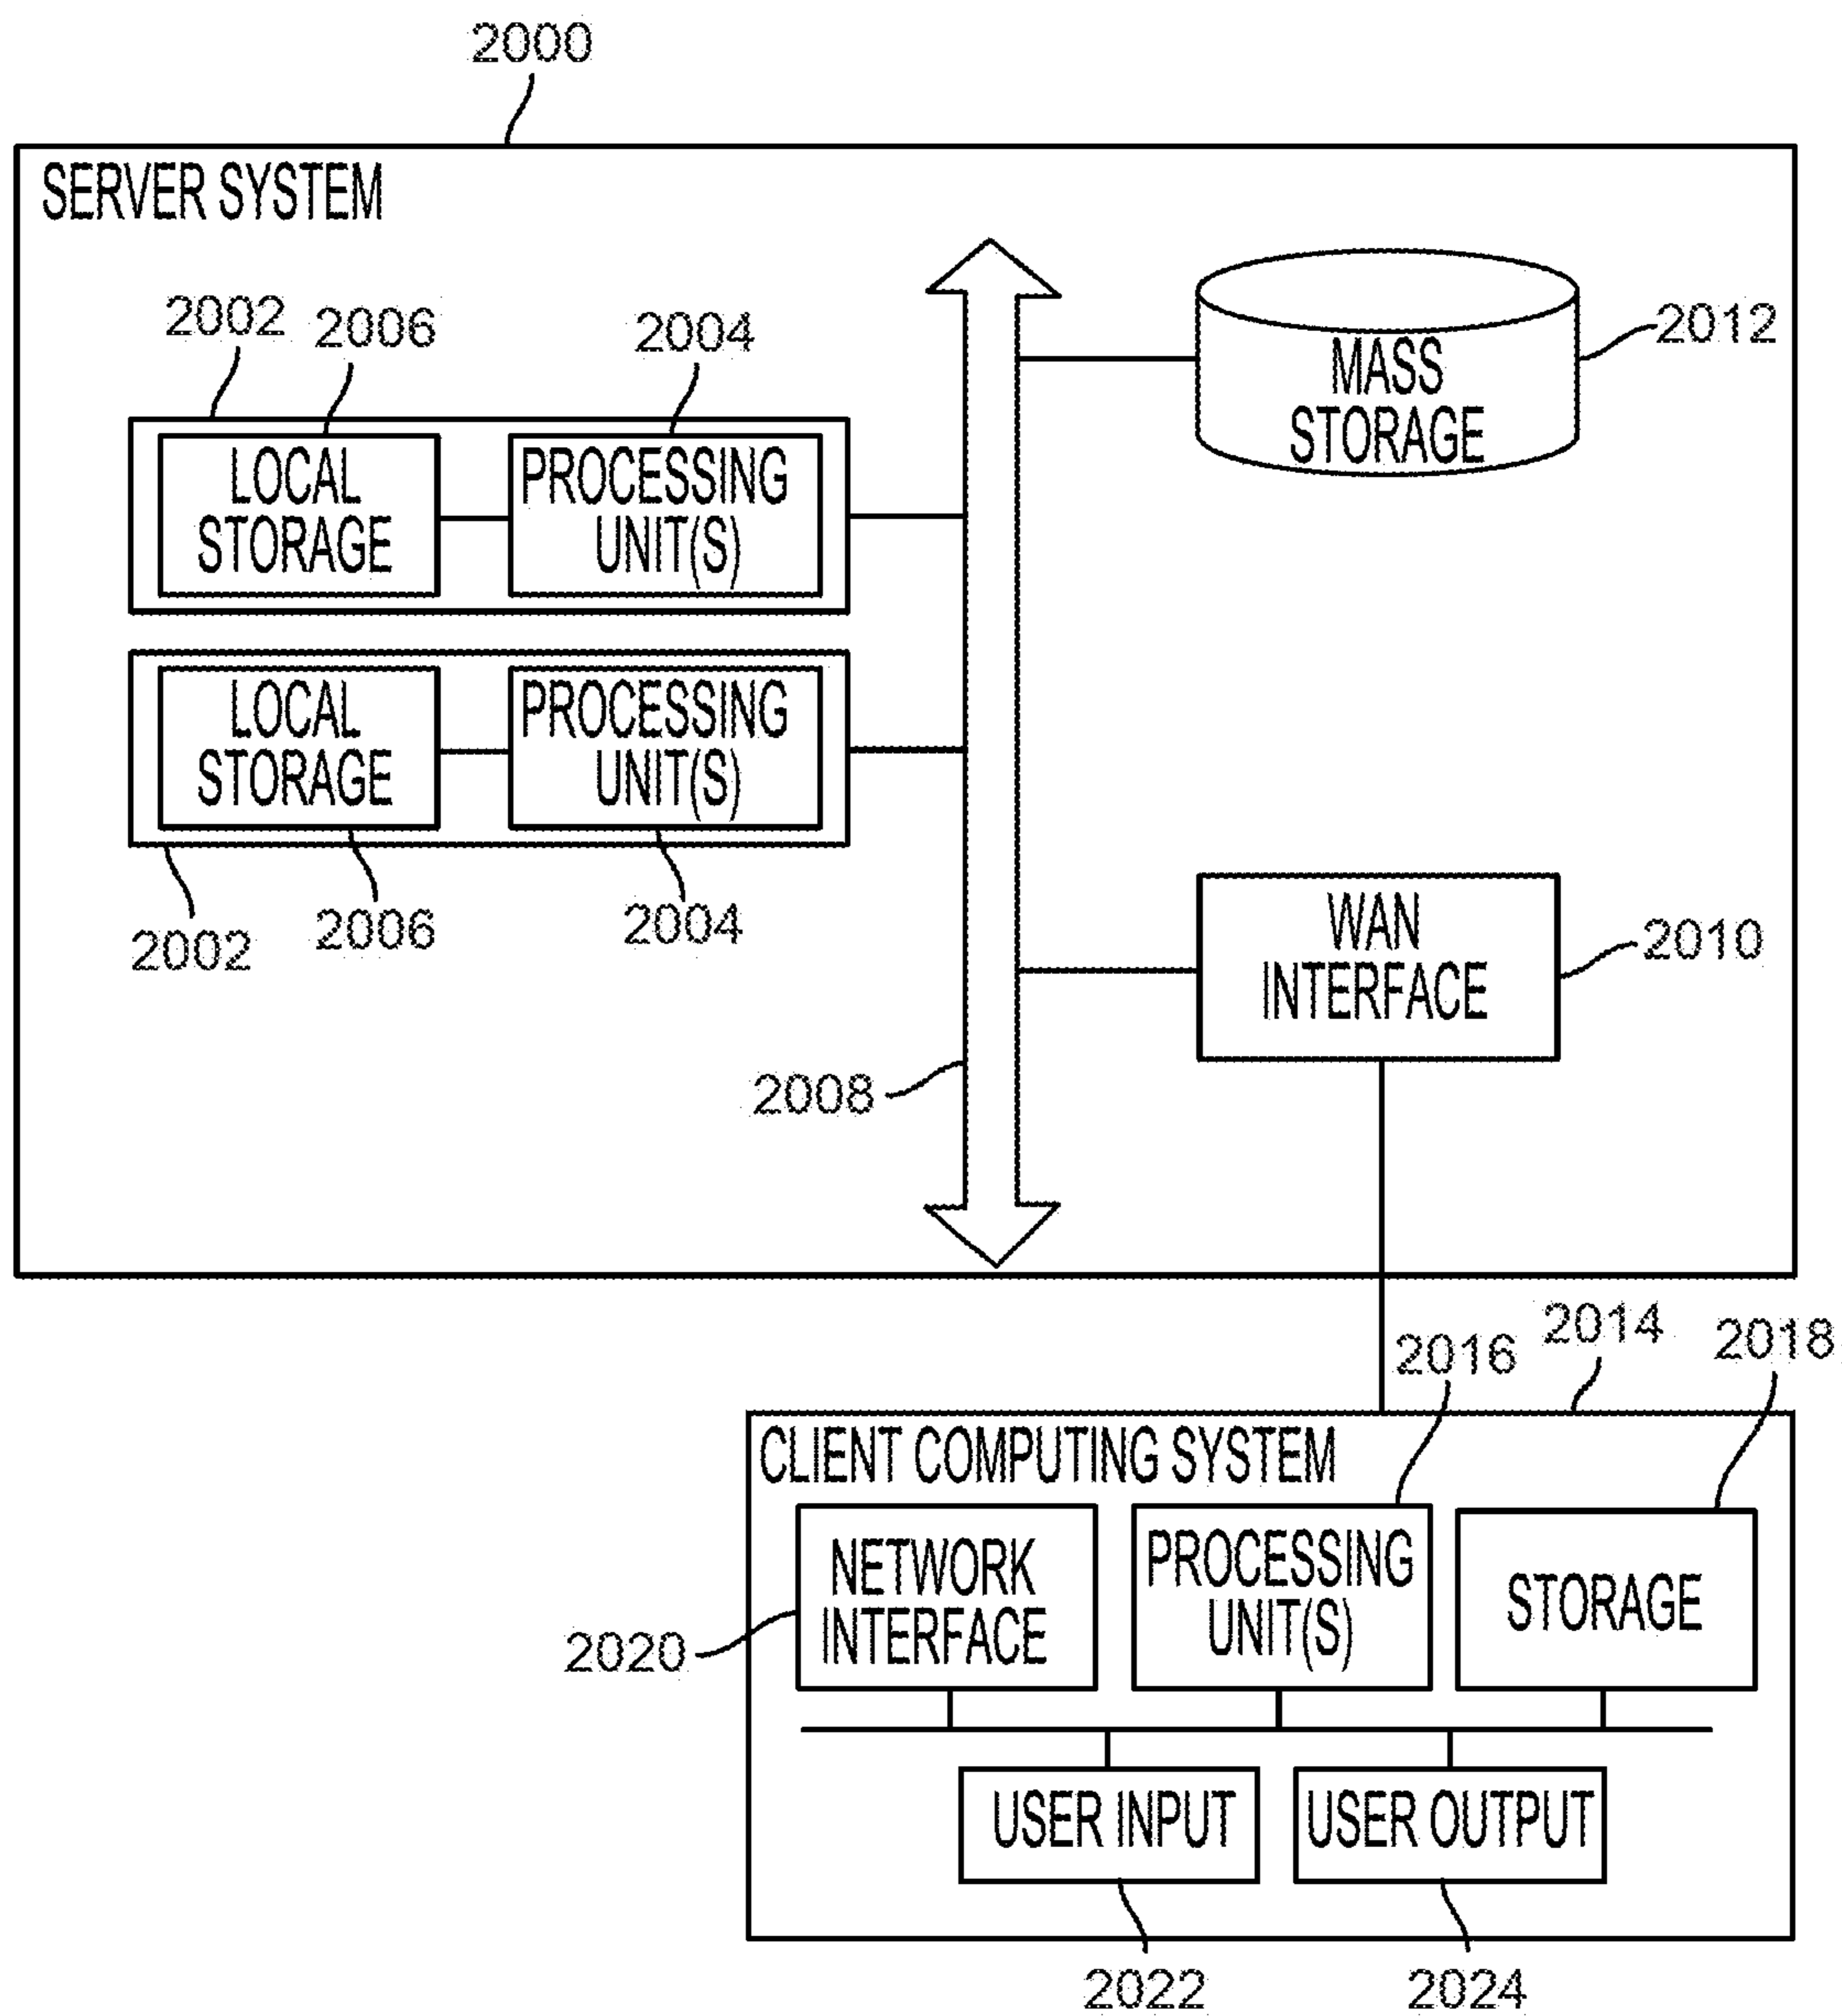 2000
SERVER SYSTEM
2002
2006
2004
2012
MASS
STORAGE
LOCAL
STORAGE
PROCESSING
UNIT(S)
LOCAL
STORAGE
PROCESSING
UNIT(S)
2002
2006
2004
WAN
INTERFACE
2010
2008
2014
2016
2018
CLIENT COMPUTING SYSTEM
NETWORK
INTERFACE
PROCESSING
UNIT(S)
STORAGE
2020
USER INPUT
USER OUTPUT
2022
2024